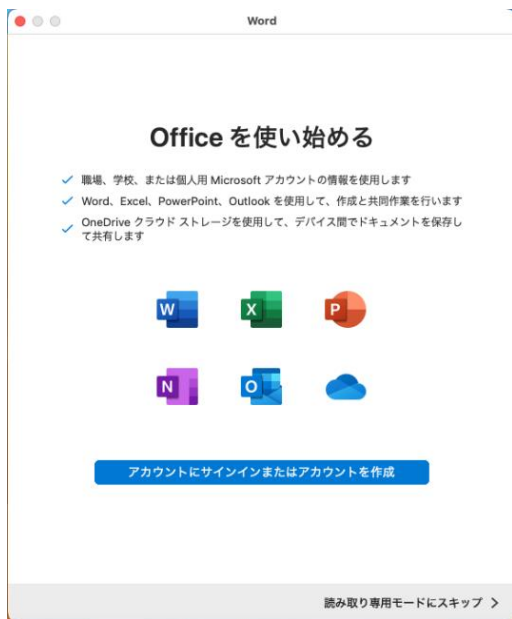 Word
Office を使い始める
職場、学校、または個人用 Microsoft アカウントの情報を使用します
Word、Excel、PowerPoint、Outlook を使用して、作成と共同作業を行います
OneDrive クラウド ストレージを使用して、デバイス間でドキュメントを保存し
て共有します
W X P
N O
アカウントにサインインまたはアカウントを作成
読み取り専用モードにスキップ